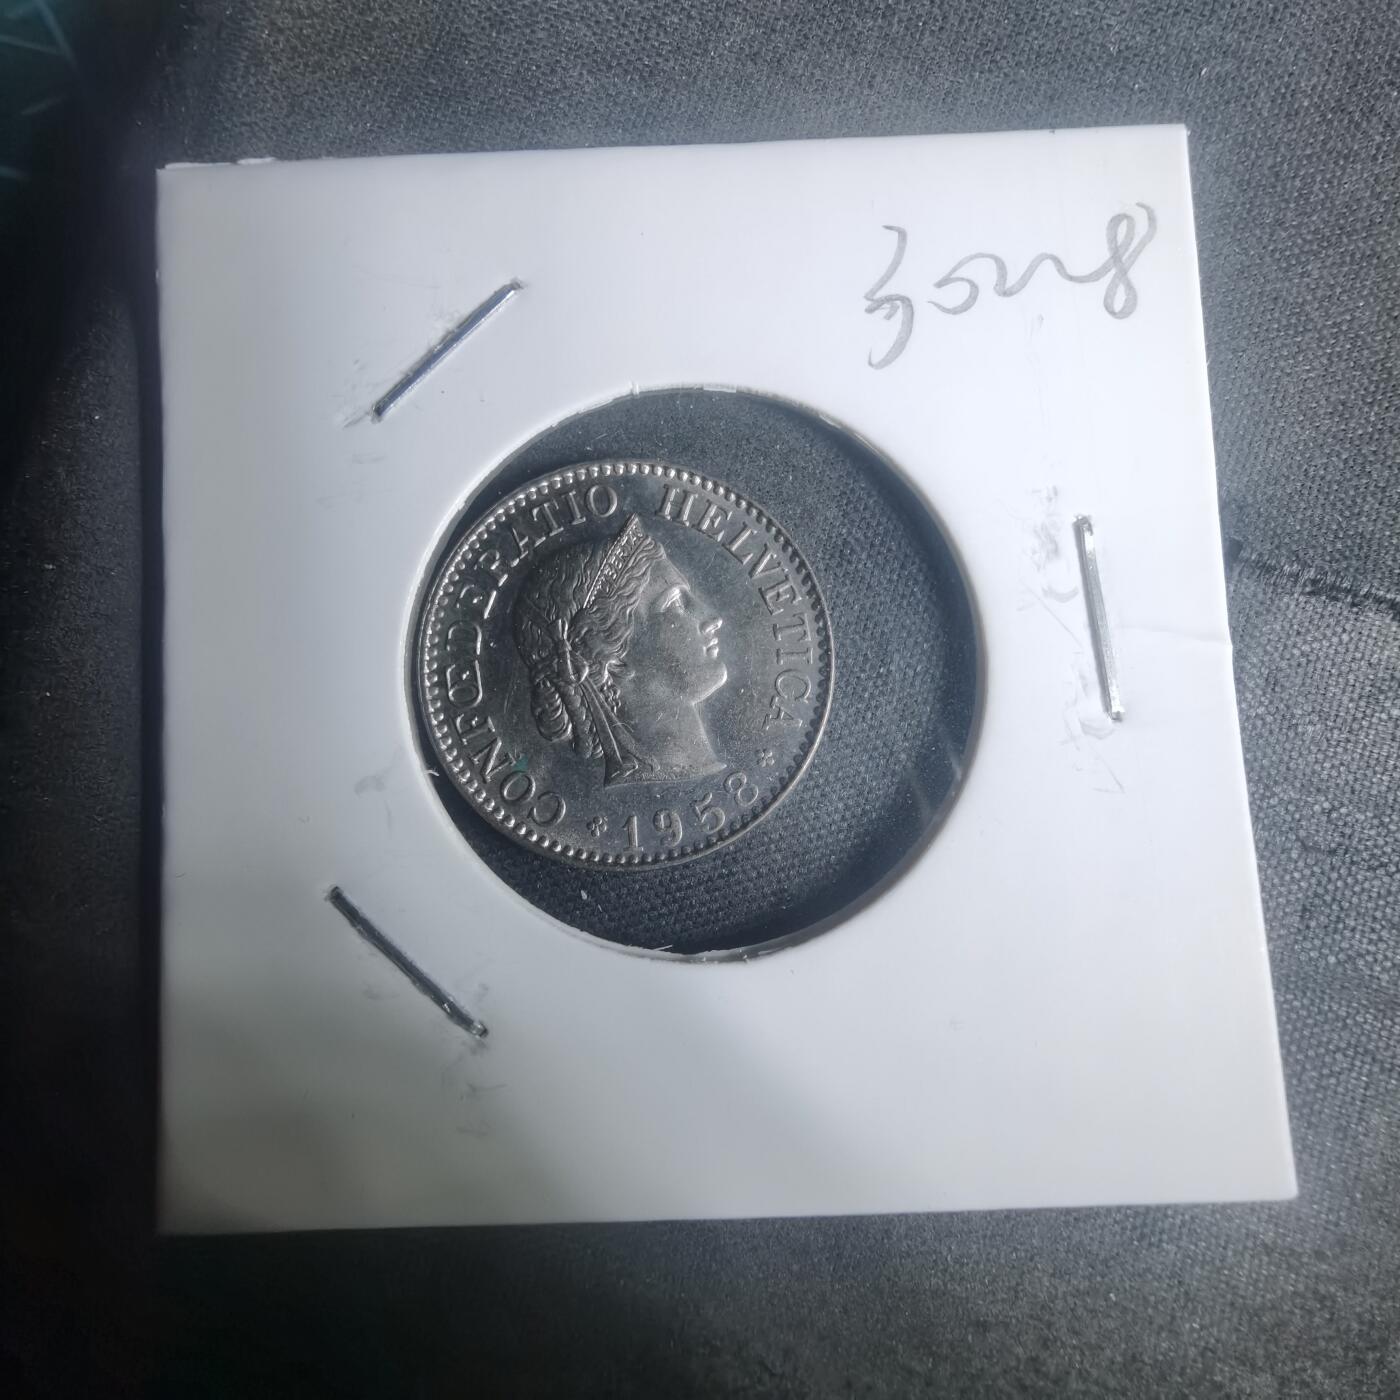 CONFŒDERATIO HELVETICA
* 1958 *